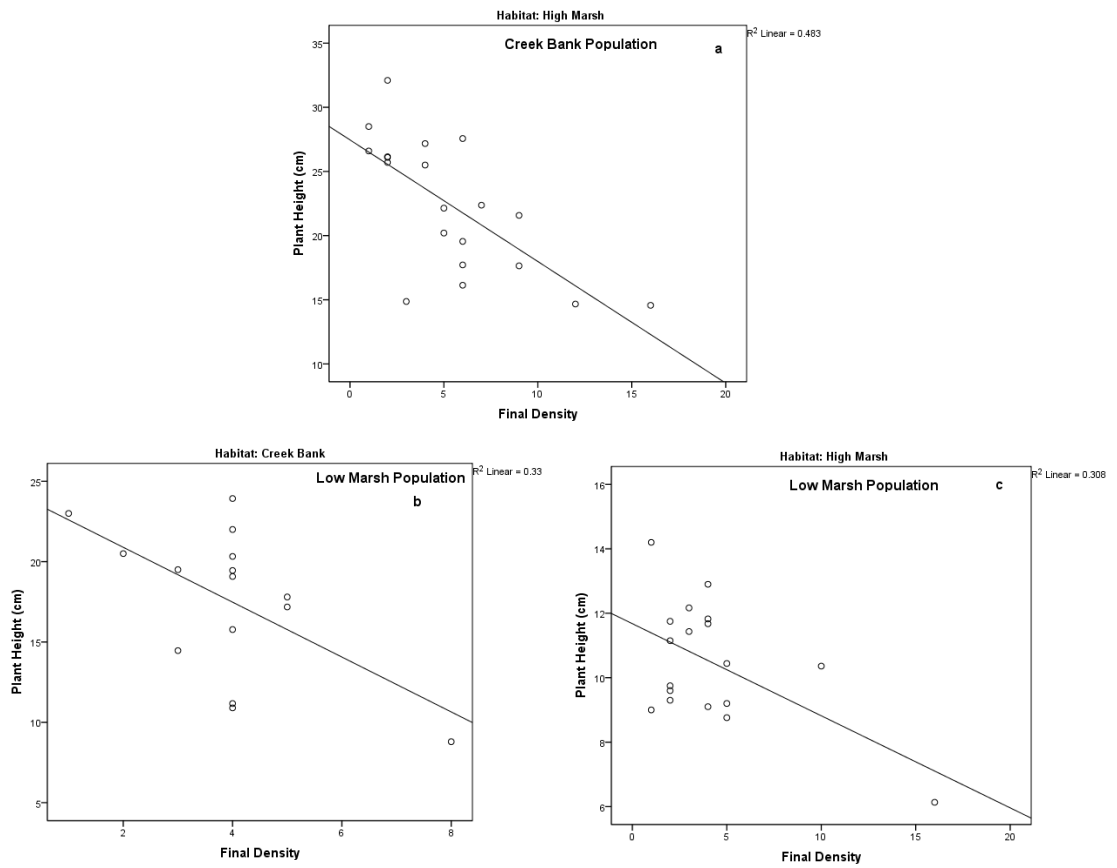 Habitat: High Marsh
R² Linear = 0.483
Creek Bank Population
a
35
30
25
20
15
10
Plant Height (cm)
0 5 10 15 20
Final Density
Habitat: Creek Bank
R² Linear = 0.33
Low Marsh Population
b
25
20
15
10
5
Plant Height (cm)
2 4 6 8
Final Density
Habitat: High Marsh
R² Linear = 0.308
Low Marsh Population
c
16
14
12
10
8
6
Plant Height (cm)
0 5 10 15 20
Final Density